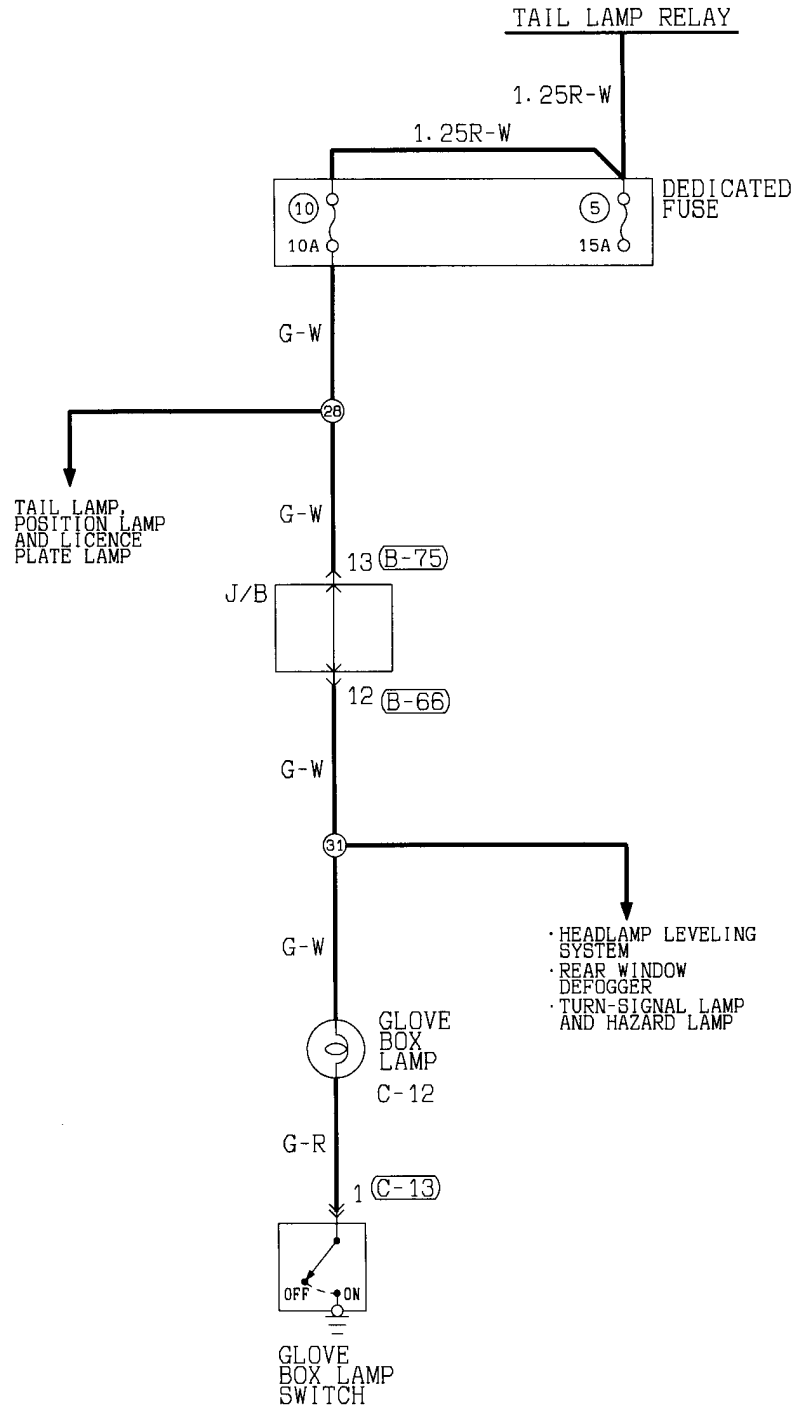 TAIL LAMP RELAY
1.25R-W
1.25R-W
DEDICATED
FUSE
10
5
10A
15A
G-W
28
TAIL LAMP,
POSITION LAMP
AND LICENCE
PLATE LAMP
G-W
13 B-75
J/B
12 B-66
G-W
31
·HEADLAMP LEVELING
SYSTEM
·REAR WINDOW
DEFOGGER
·TURN-SIGNAL LAMP
AND HAZARD LAMP
G-W
GLOVE
BOX
LAMP
C-12
G-R
1 C-13
OFF ON
GLOVE
BOX LAMP
SWITCH